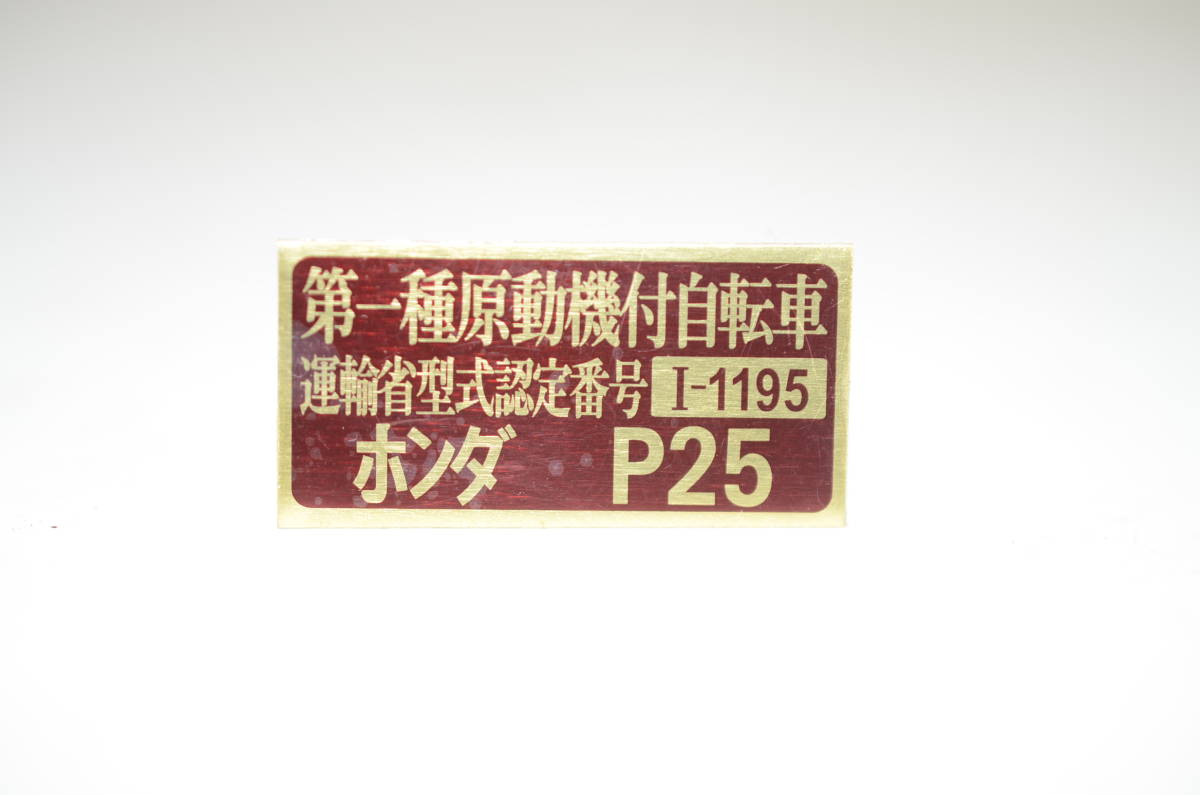 第一種原動機付自転車
運輸省型式認定番号 I-1195
ホンダ P25